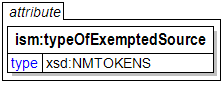 attribute
ism:typeOfExemptedSource
type xsd:NMTOKENS